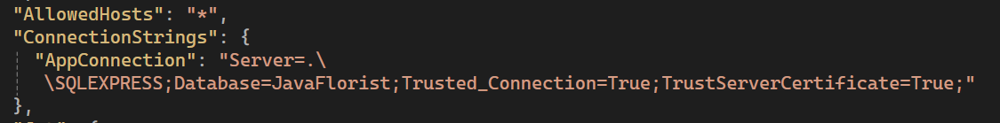 "AllowedHosts": "*",
"ConnectionStrings": {
"AppConnection": "Server=.\
\SQLEXPRESS;Database=JavaFlorist;Trusted_Connection=True;TrustServerCertificate=True;"
},